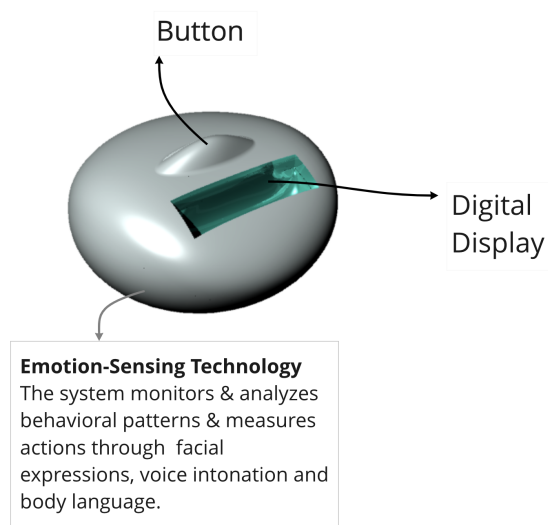 Button
Digital
Display
Emotion-Sensing Technology
The system monitors & analyzes
behavioral patterns & measures
actions through  facial
expressions, voice intonation and
body language.